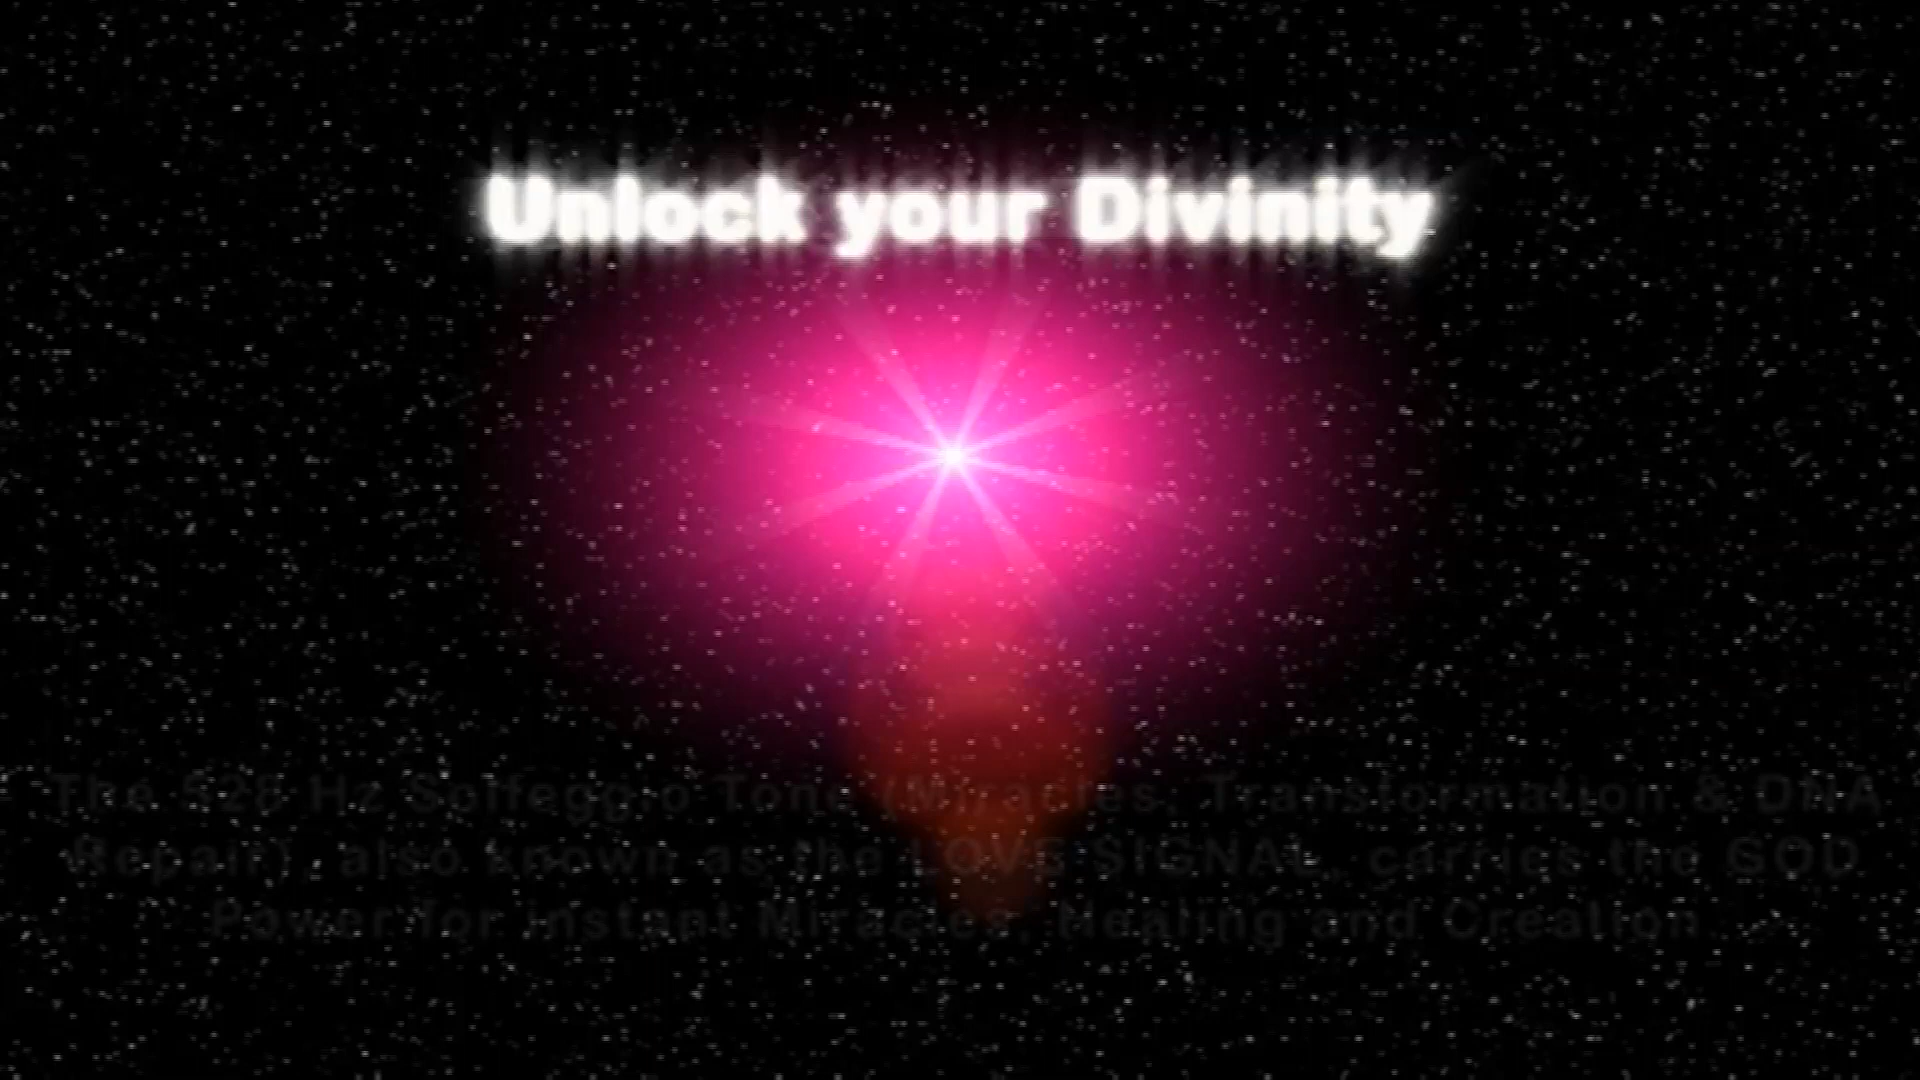 Unlock your Divinity
The 528 Hz Solfeggio Tone (Miracles, Transformation & DNA
Repair), also known as the LOVE SIGNAL, carries the GOD
Power for instant Miracles, Healing and Creation